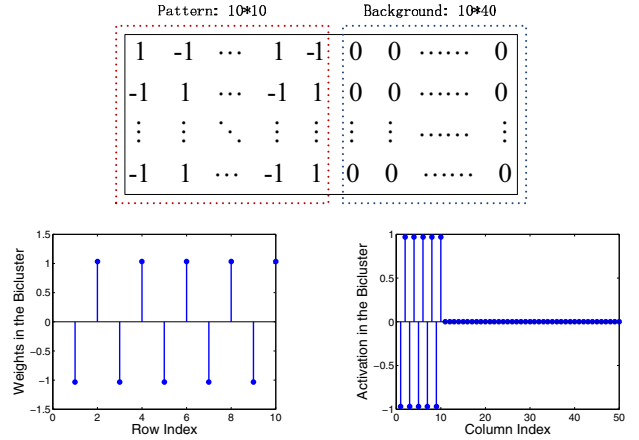 Pattern: 10*10 Background: 10*40
1 -1 ⋯ 1 -1 0 0 ⋯⋯ 0
-1 1 ⋯ -1 1 0 0 ⋯⋯ 0
⋮ ⋮ ⋱ ⋮ ⋮ ⋮ ⋮ ⋯⋯ ⋮
-1 1 ⋯ -1 1 0 0 ⋯⋯ 0
Weights in the Bicluster
1.5
1
0.5
0
-0.5
-1
-1.5
0 2 4 6 8 10
Row Index
Activation in the Bicluster
1
0.5
0
-0.5
-1
0 10 20 30 40 50
Column Index